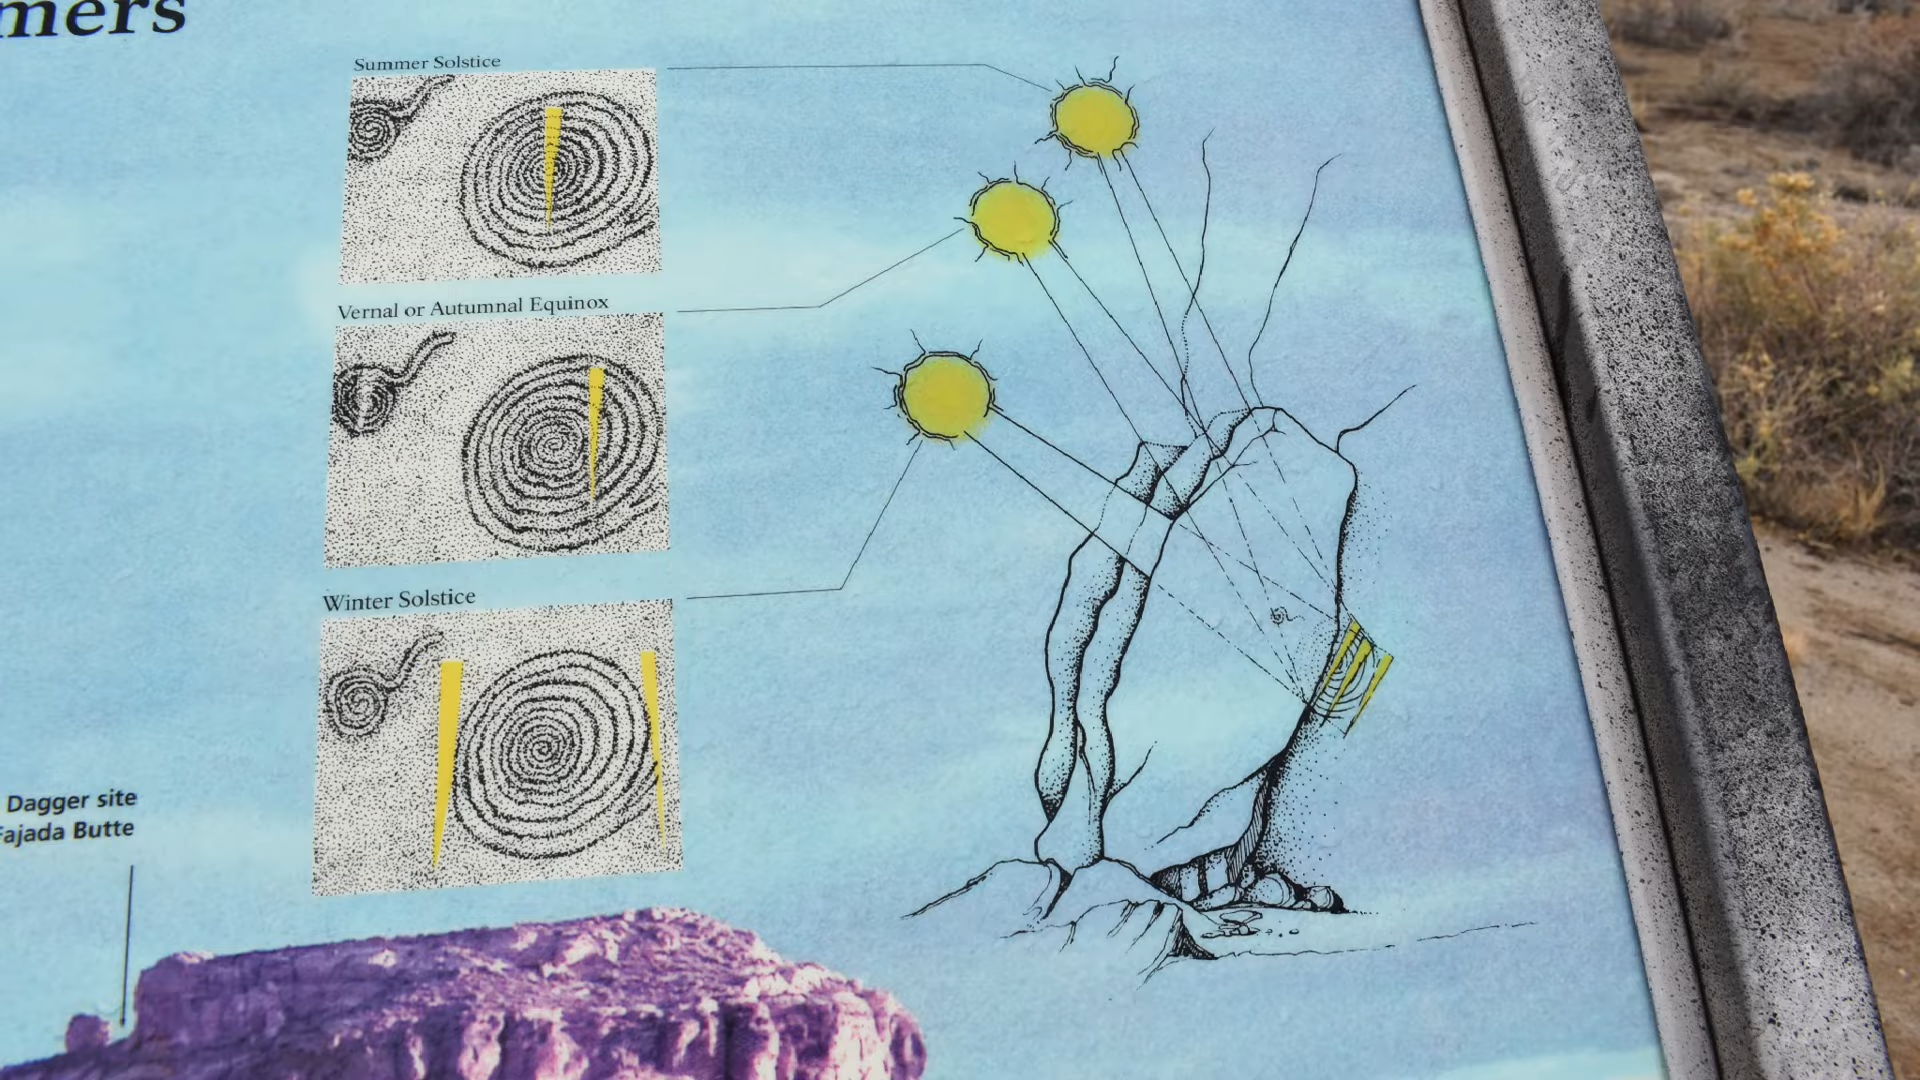 mers
Summer Solstice
Vernal or Autumnal Equinox
Winter Solstice
Dagger site
Fajada Butte